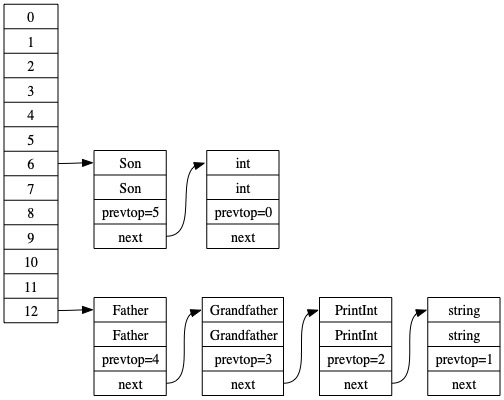 0
1
2
3
4
5
6
7
8
9
10
11
12
Son
Son
prevtop=5
next
int
int
prevtop=0
next
Father
Father
prevtop=4
next
Grandfather
Grandfather
prevtop=3
next
PrintInt
PrintInt
prevtop=2
next
string
string
prevtop=1
next